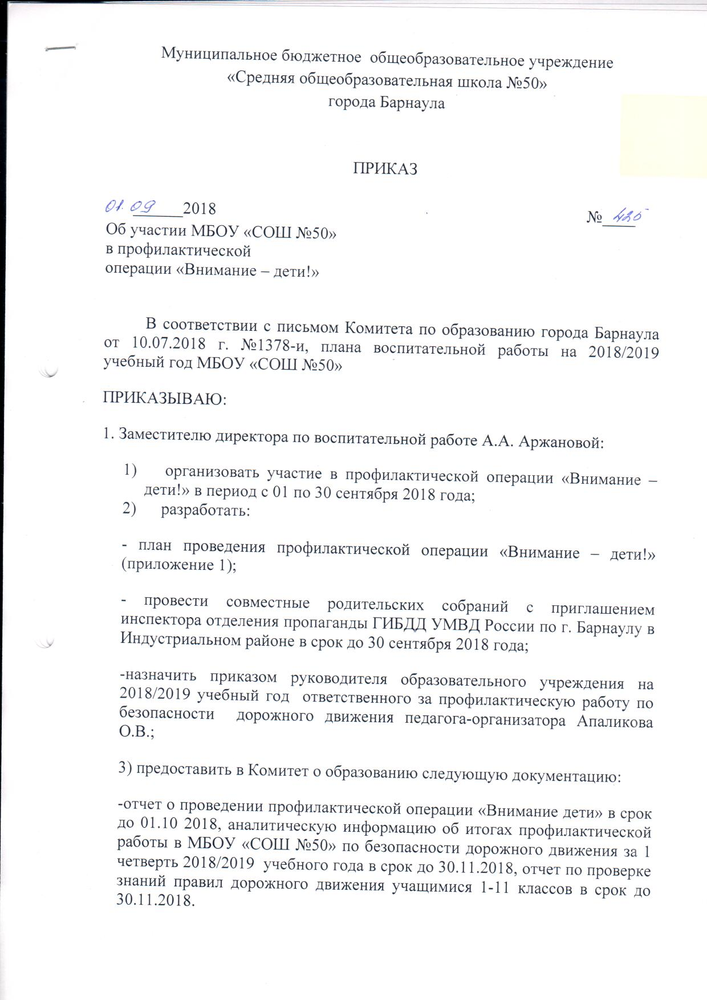 Муниципальное бюджетное общеобразовательное учреждение
«Средняя общеобразовательная школа №50»
города Барнаула
ПРИКАЗ
01.09 2018
№ 425
Об участии МБОУ «СОШ №50»
в профилактической
операции «Внимание – дети!»
В соответствии с письмом Комитета по образованию города Барнаула
от 10.07.2018 г. №1378-и, плана воспитательной работы на 2018/2019
учебный год МБОУ «СОШ №50»
ПРИКАЗЫВАЮ:
1. Заместителю директора по воспитательной работе А.А. Аржановой:
1) организовать участие в профилактической операции «Внимание –
дети!» в период с 01 по 30 сентября 2018 года;
2) разработать:
- план проведения профилактической операции «Внимание – дети!»
(приложение 1);
- провести совместные родительских собраний с приглашением
инспектора отделения пропаганды ГИБДД УМВД России по г. Барнаулу в
Индустриальном районе в срок до 30 сентября 2018 года;
-назначить приказом руководителя образовательного учреждения на
2018/2019 учебный год ответственного за профилактическую работу по
безопасности дорожного движения педагога-организатора Апаликова
О.В.;
3) предоставить в Комитет о образованию следующую документацию:
-отчет о проведении профилактической операции «Внимание дети» в срок
до 01.10 2018, аналитическую информацию об итогах профилактической
работы в МБОУ «СОШ №50» по безопасности дорожного движения за 1
четверть 2018/2019 учебного года в срок до 30.11.2018, отчет по проверке
знаний правил дорожного движения учащимися 1-11 классов в срок до
30.11.2018.